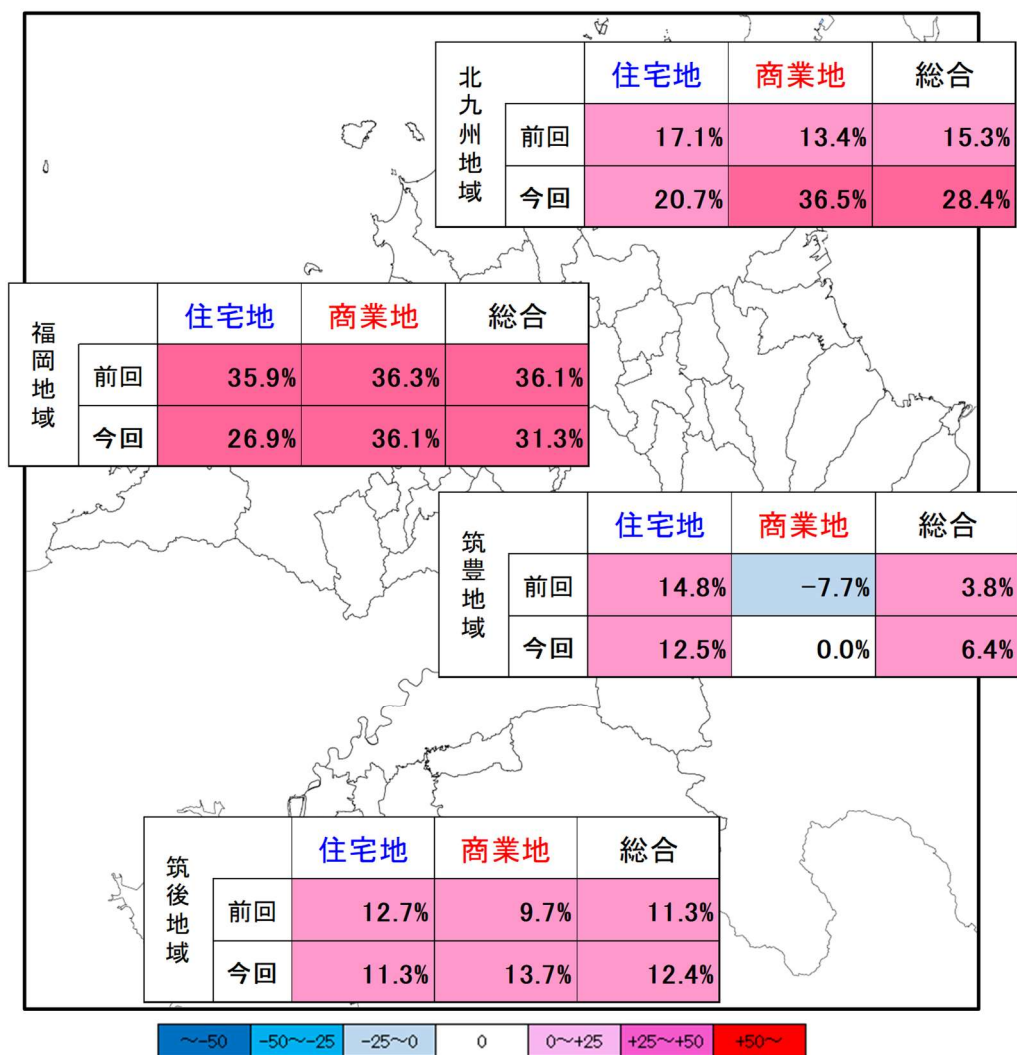 北九州地域
住宅地 商業地 総合
前回 17.1% 13.4% 15.3%
今回 20.7% 36.5% 28.4%
福岡地域
住宅地 商業地 総合
前回 35.9% 36.3% 36.1%
今回 26.9% 36.1% 31.3%
筑豊地域
住宅地 商業地 総合
前回 14.8% -7.7% 3.8%
今回 12.5% 0.0% 6.4%
筑後地域
住宅地 商業地 総合
前回 12.7% 9.7% 11.3%
今回 11.3% 13.7% 12.4%
～-50 -50～-25 -25～0 0 0～+25 +25～+50 +50～